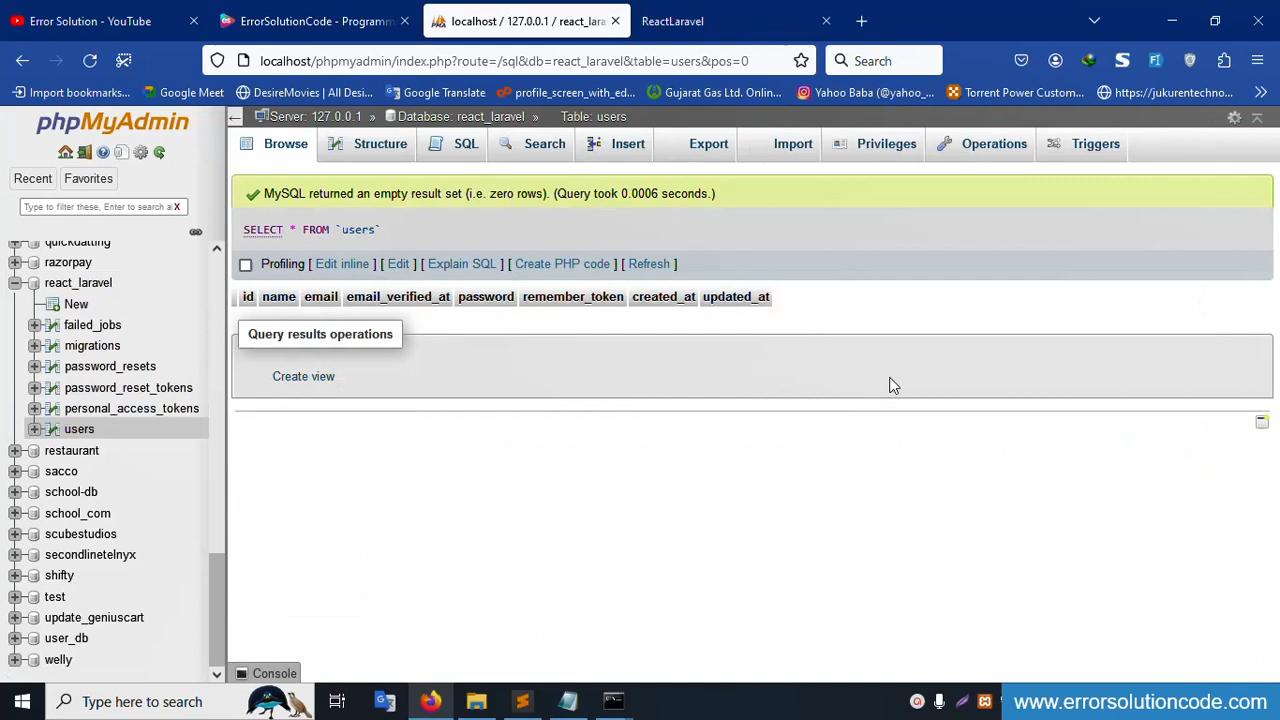 Error Solution - YouTube
ErrorSolutionCode - Programm
localhost / 127.0.0.1 / react_lara
ReactLaravel
localhost/phpmyadmin/index.php?route=/sql&db=react_laravel&table=users&pos=0
Search
Import bookmarks...
Google Meet
DesireMovies | All Desi...
Google Translate
profile_screen_with_ed...
Gujarat Gas Ltd. Onlin...
Yahoo Baba (@yahoo_...
Torrent Power Custom...
https://jukurentechno...
phpMyAdmin
Recent
Favorites
Type to filter these, Enter to search al
X
quickdatting
razorpay
react_laravel
New
failed_jobs
migrations
password_resets
password_reset_tokens
personal_access_tokens
users
restaurant
sacco
school-db
school_com
scubestudios
secondlinetelnyx
shifty
test
update_geniuscart
user_db
welly
Server: 127.0.0.1 » Database: react_laravel » Table: users
Browse
Structure
SQL
Search
Insert
Export
Import
Privileges
Operations
Triggers
MySQL returned an empty result set (i.e. zero rows). (Query took 0.0006 seconds.)
SELECT * FROM `users`
Profiling [ Edit inline ] [ Edit ] [ Explain SQL ] [ Create PHP code ] [ Refresh ]
id name email email_verified_at password remember_token created_at updated_at
Query results operations
Create view
Console
Type here to search
www.errorsolutioncode.com